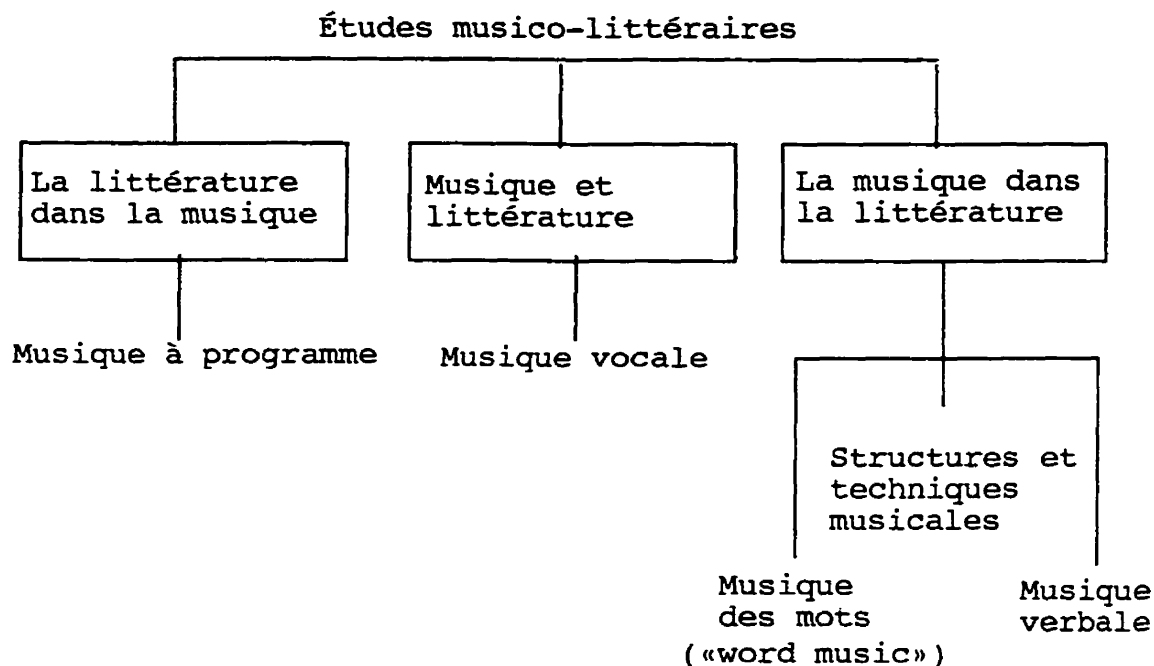 Études musico-littéraires
La littérature
dans la musique
Musique et
littérature
La musique dans
la littérature
Musique à programme
Musique vocale
Structures et
techniques
musicales
Musique
des mots
(«word music»)
Musique
verbale